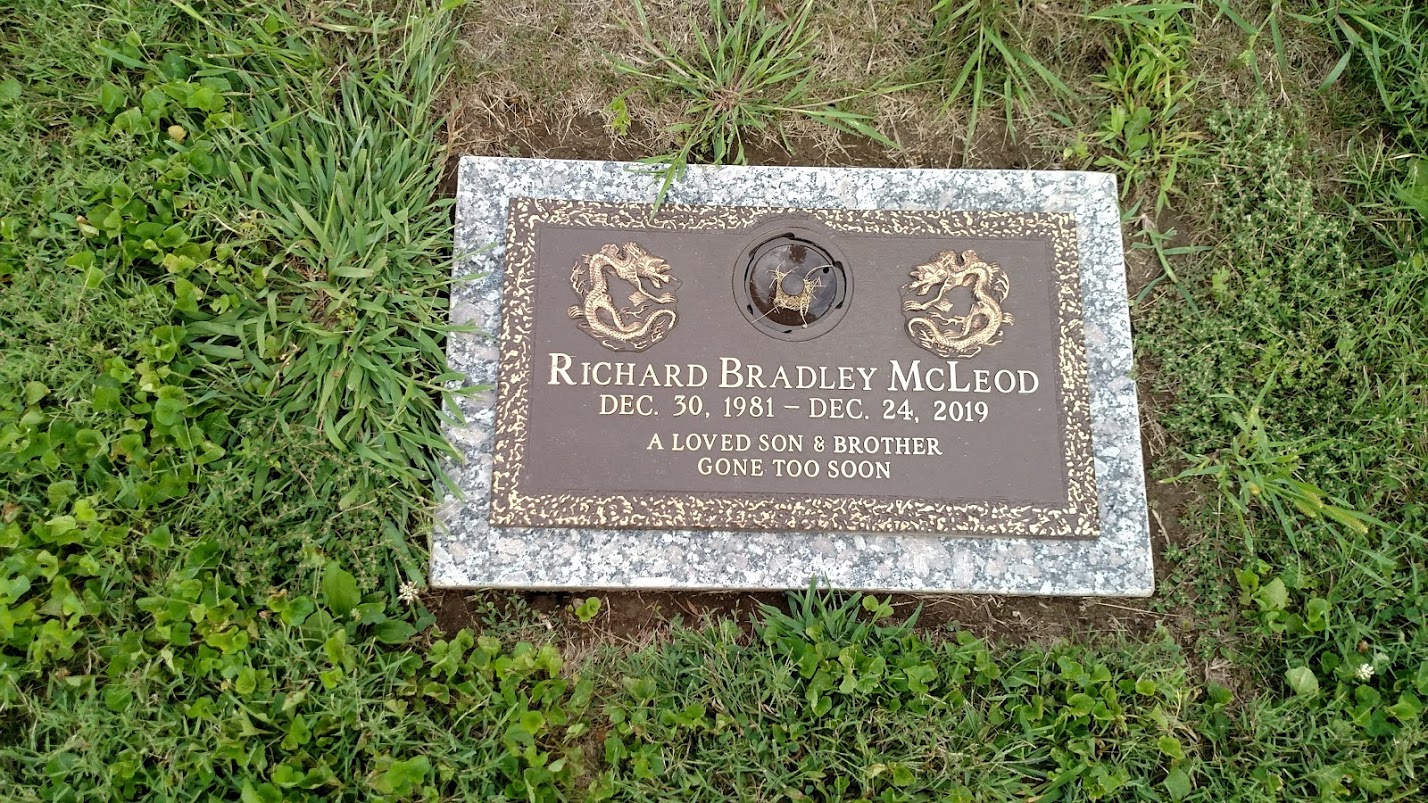 RICHARD BRADLEY MCLEOD
DEC. 30, 1981 – DEC. 24, 2019
A LOVED SON & BROTHER
GONE TOO SOON